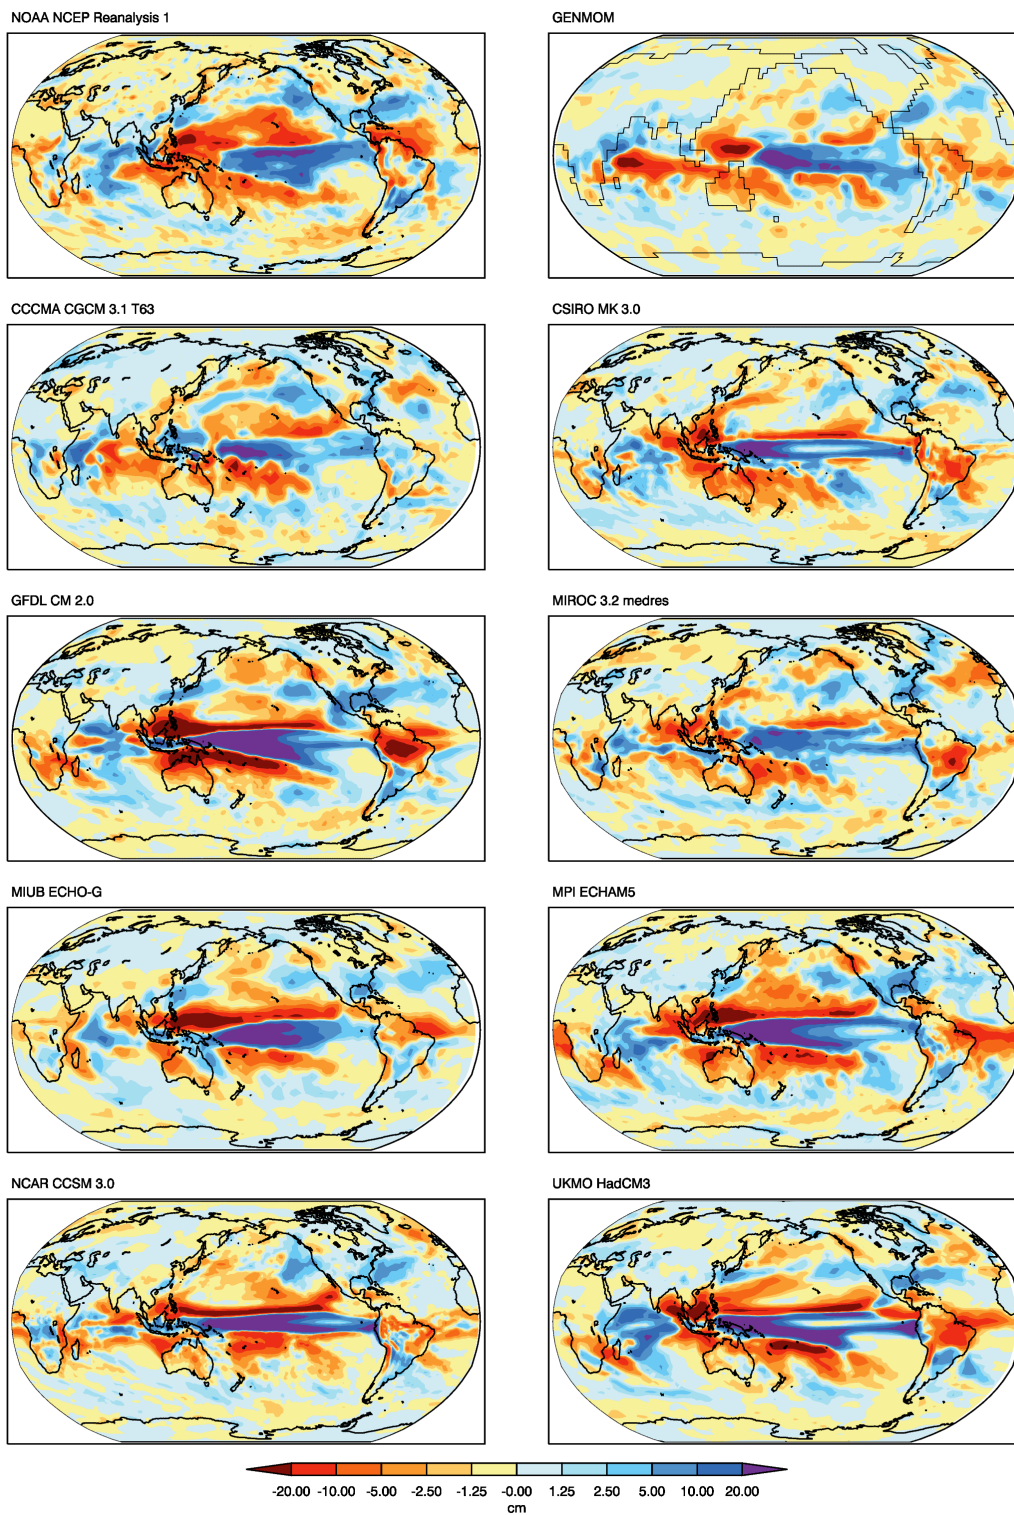 NOAA NCEP Reanalysis 1
GENMOM
CCCMA CGCM 3.1 T63
CSIRO MK 3.0
GFDL CM 2.0
MIROC 3.2 medres
MIUB ECHO-G
MPI ECHAM5
NCAR CCSM 3.0
UKMO HadCM3
-20.00 -10.00 -5.00 -2.50 -1.25 -0.00 1.25 2.50 5.00 10.00 20.00
cm